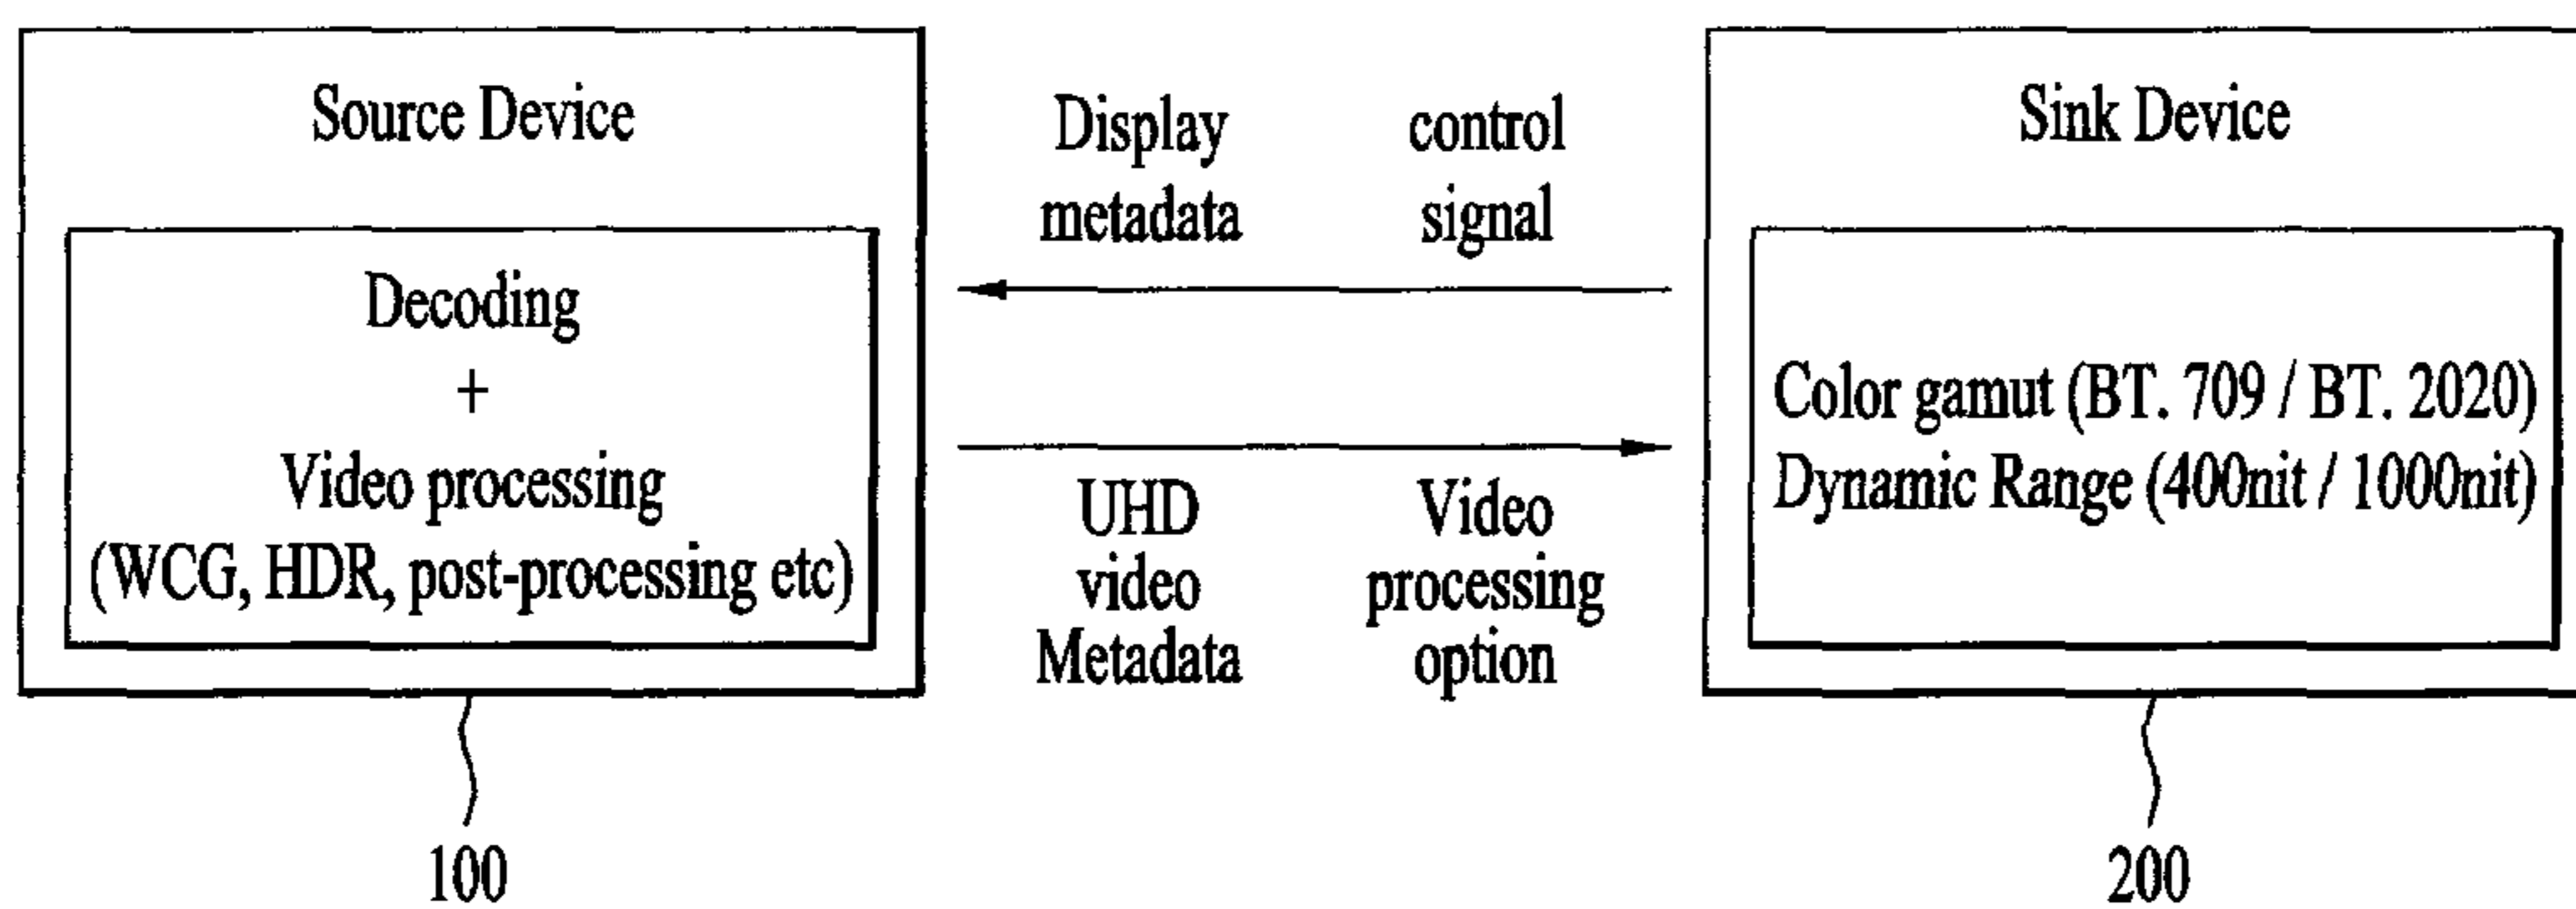 Source Device
Decoding
+
Video processing
(WCG, HDR, post-processing etc)
100
Display
metadata
control
signal
UHD
video
Metadata
Video
processing
option
Sink Device
Color gamut (BT. 709 / BT. 2020)
Dynamic Range (400nit / 1000nit)
200